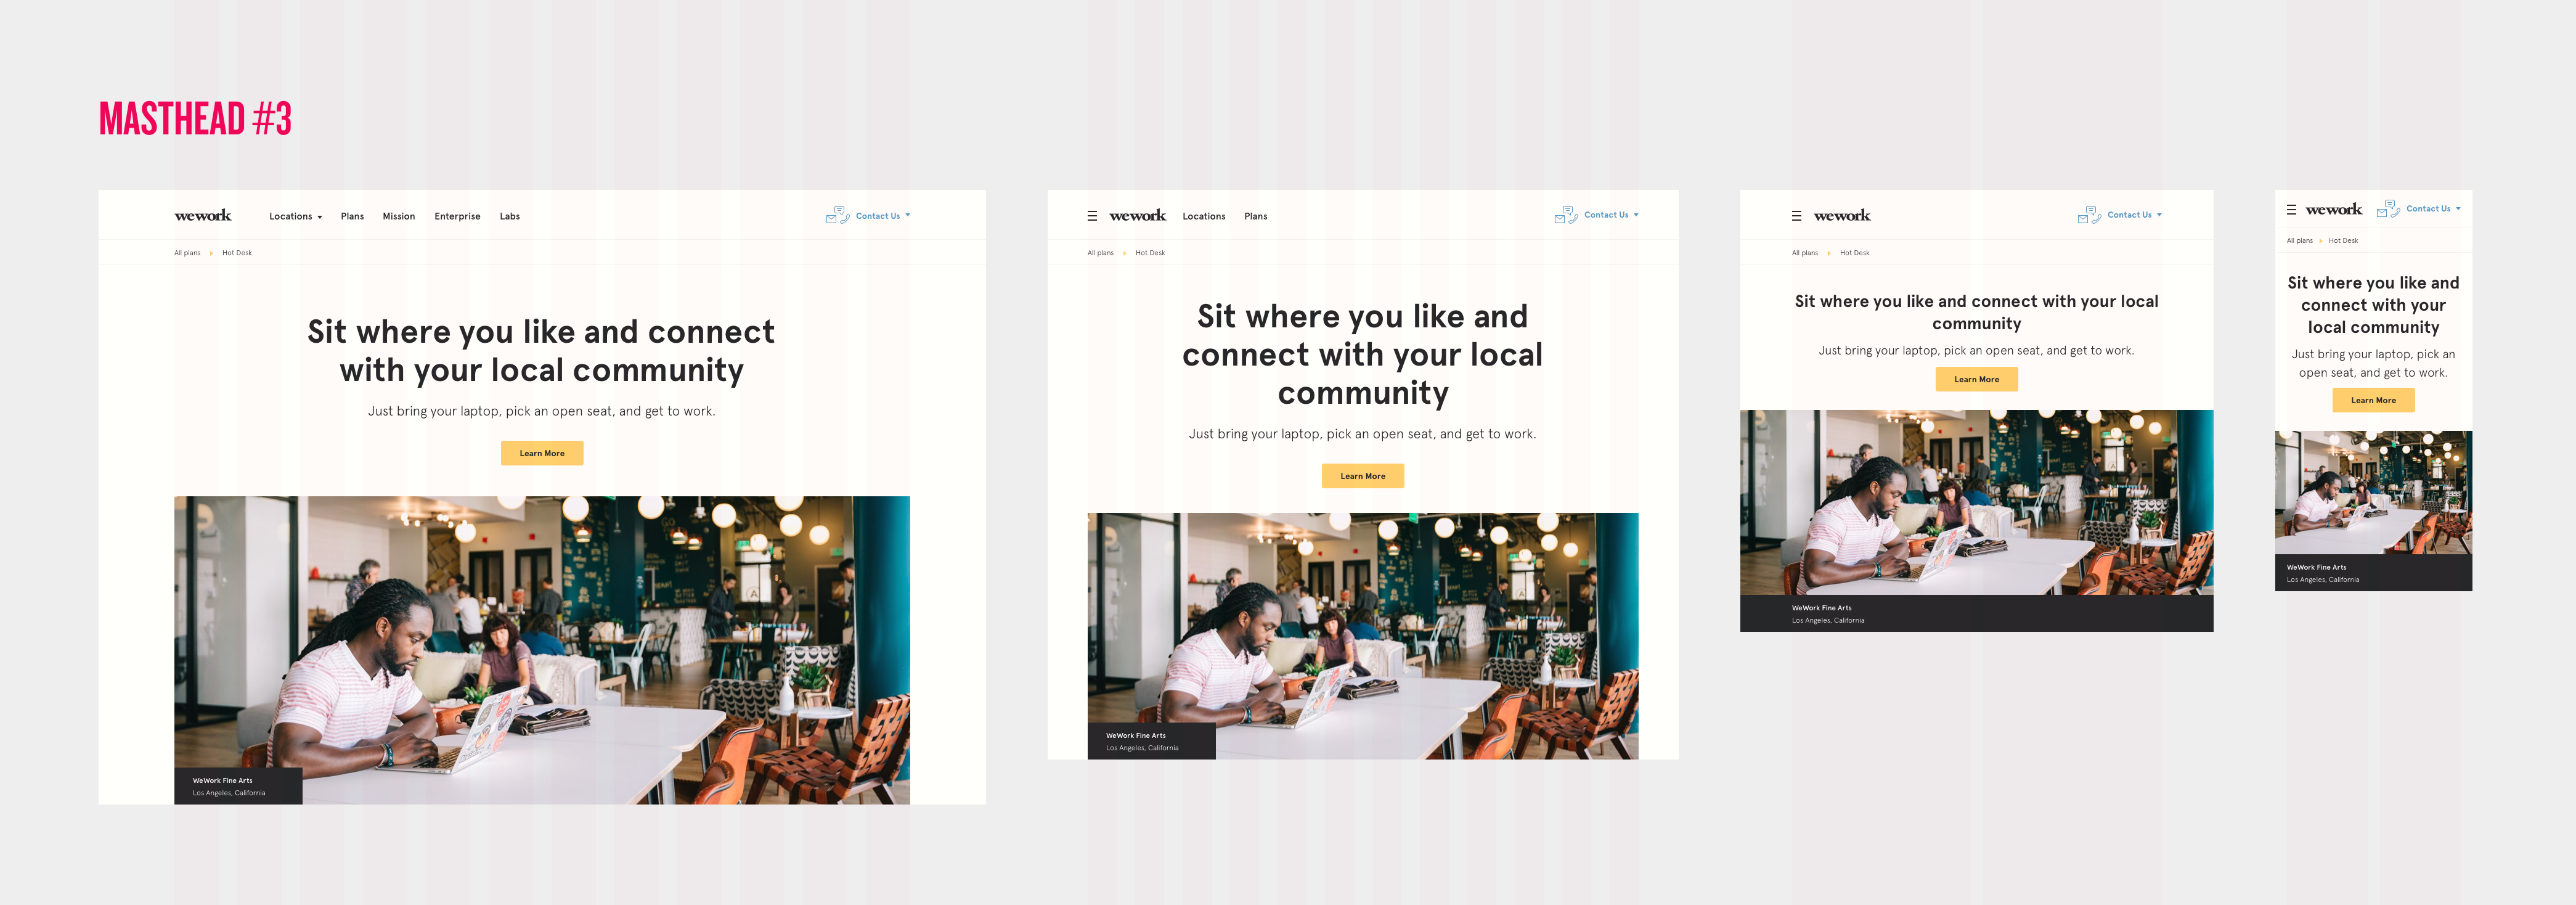 MASTHEAD #3
wework
Locations
Plans
Mission
Enterprise
Labs
Contact Us
All plans
Hot Desk
Sit where you like and connect
with your local community
Just bring your laptop, pick an open seat, and get to work.
Learn More
WeWork Fine Arts
Los Angeles, California
wework
Locations
Plans
Contact Us
All plans
Hot Desk
Sit where you like and
connect with your local
community
Just bring your laptop, pick an open seat, and get to work.
Learn More
WeWork Fine Arts
Los Angeles, California
wework
Contact Us
All plans
Hot Desk
Sit where you like and connect with your local
community
Just bring your laptop, pick an open seat, and get to work.
Learn More
WeWork Fine Arts
Los Angeles, California
wework
Contact Us
All plans
Hot Desk
Sit where you like and
connect with your
local community
Just bring your laptop, pick an
open seat, and get to work.
Learn More
WeWork Fine Arts
Los Angeles, California